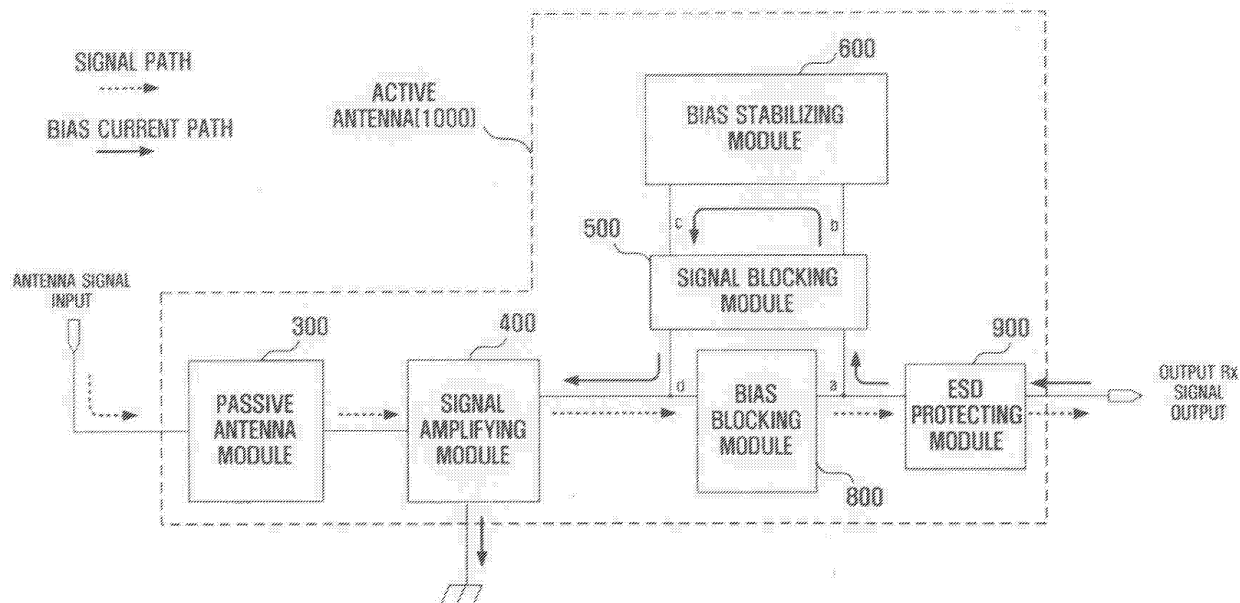 SIGNAL PATH
BIAS CURRENT PATH
ACTIVE
ANTENNA[1000]
600
BIAS STABILIZING
MODULE
c
b
500
SIGNAL BLOCKING
MODULE
ANTENNA SIGNAL
INPUT
300
PASSIVE
ANTENNA
MODULE
400
SIGNAL
AMPLIFYING
MODULE
d
a
BIAS
BLOCKING
MODULE
800
900
ESD
PROTECTING
MODULE
OUTPUT Rx
SIGNAL
OUTPUT